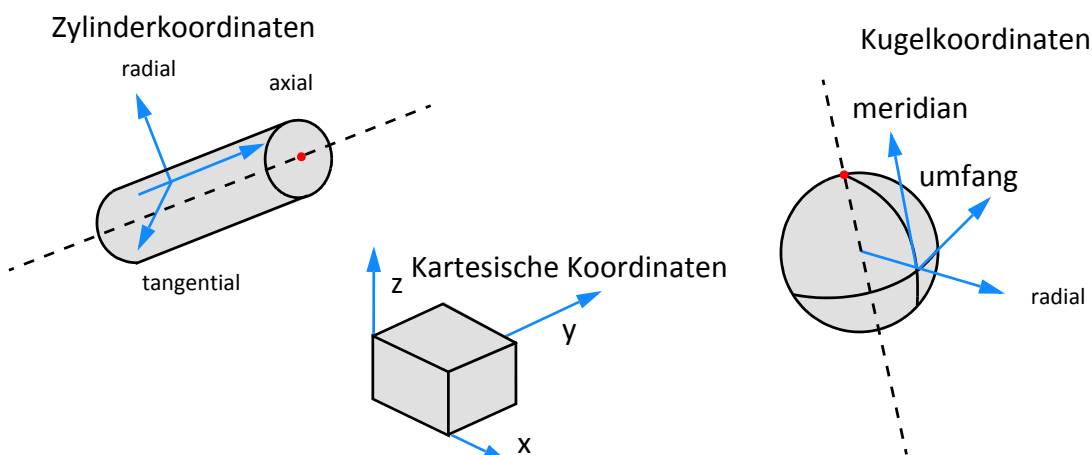 Zylinderkoordinaten
radial
axial
tangential
Kartesische Koordinaten
z
y
x
Kugelkoordinaten
meridian
umfang
radial